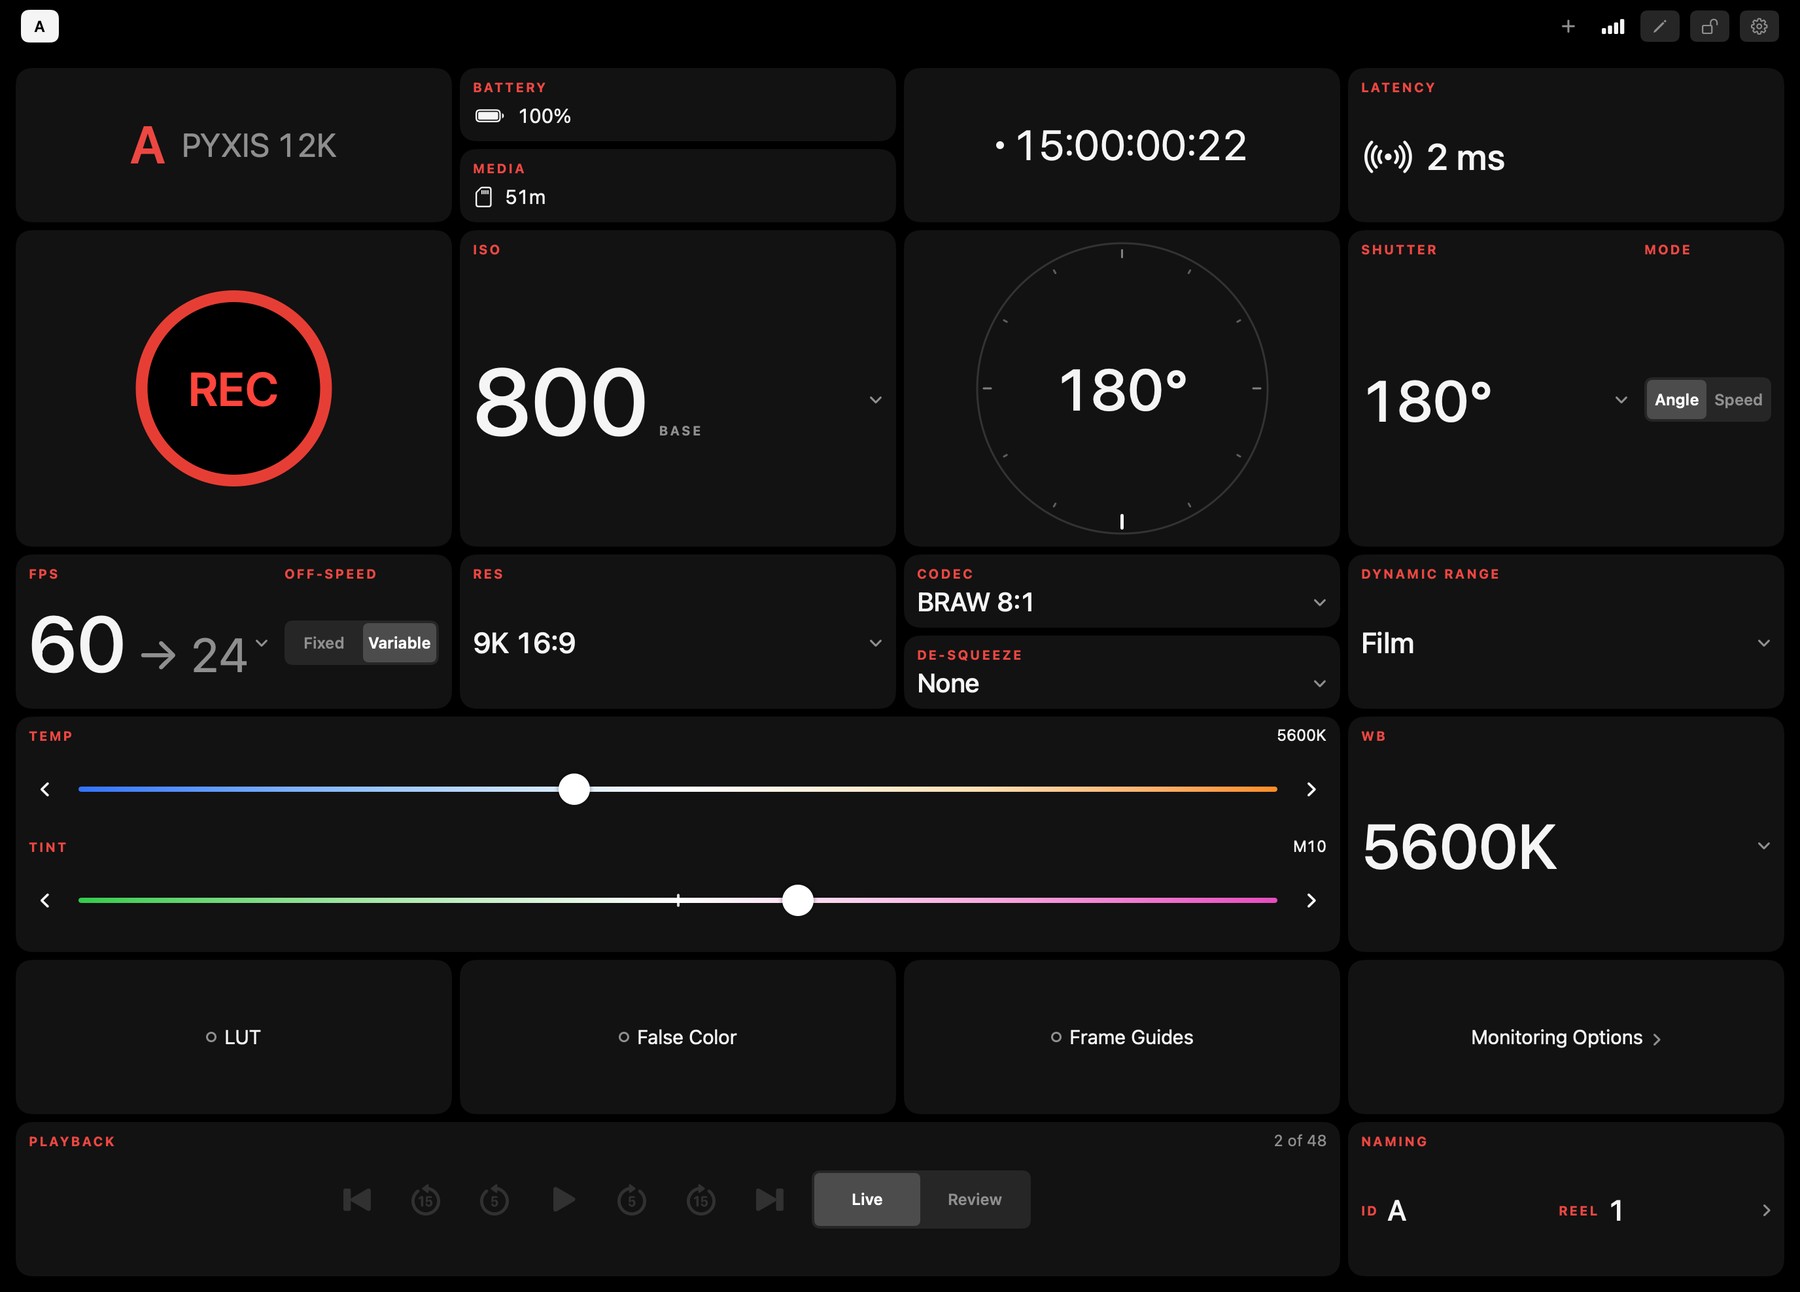 A
A PYXIS 12K
BATTERY
100%
MEDIA
51m
• 15:00:00:22
LATENCY
2 ms
REC
ISO
800 BASE
180°
SHUTTER
180°
MODE
Angle Speed
FPS
60 → 24
OFF-SPEED
Fixed Variable
RES
9K 16:9
CODEC
BRAW 8:1
DE-SQUEEZE
None
DYNAMIC RANGE
Film
TEMP 5600K
TINT M10
WB
5600K
LUT
False Color
Frame Guides
Monitoring Options
PLAYBACK 2 of 48
15 5 5 15
Live Review
NAMING
ID A REEL 1